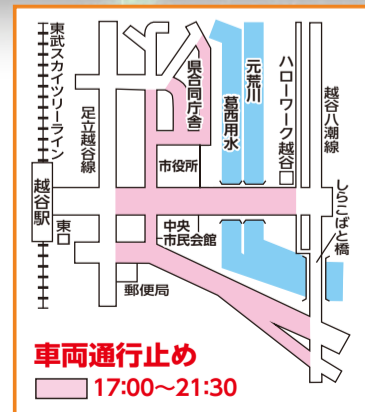 東武スカイツリーライン
足立越谷線
県合同庁舎
葛西用水
元荒川
ハローワーク越谷
越谷八潮線
しらこばと橋
市役所
越谷駅
東口
中央
市民会館
郵便局
車両通行止め
17:00～21:30